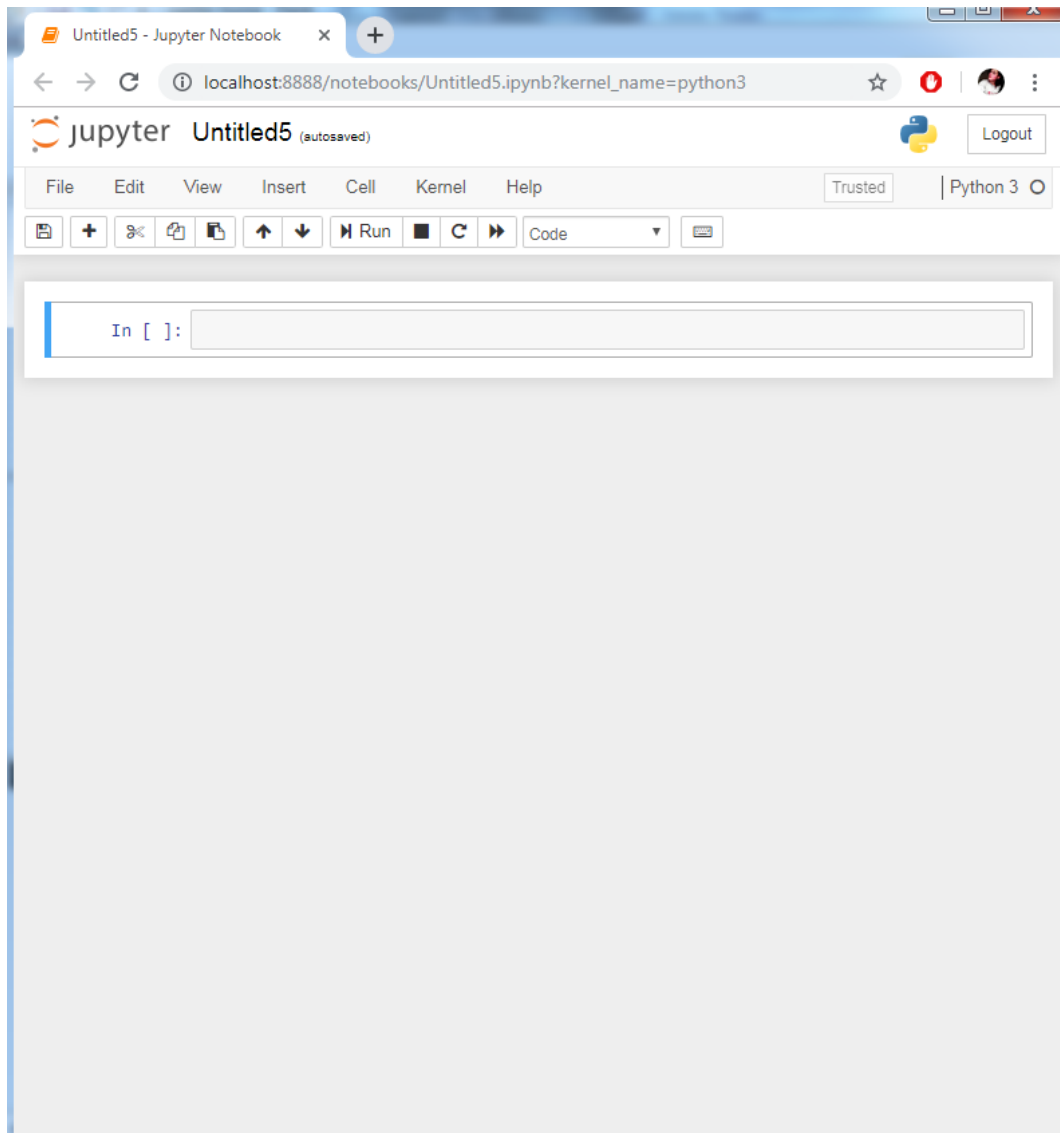 Untitled5 - Jupyter Notebook
localhost:8888/notebooks/Untitled5.ipynb?kernel_name=python3
jupyter Untitled5 (autosaved) Logout
File Edit View Insert Cell Kernel Help Trusted Python 3
Run Code
In [ ]: